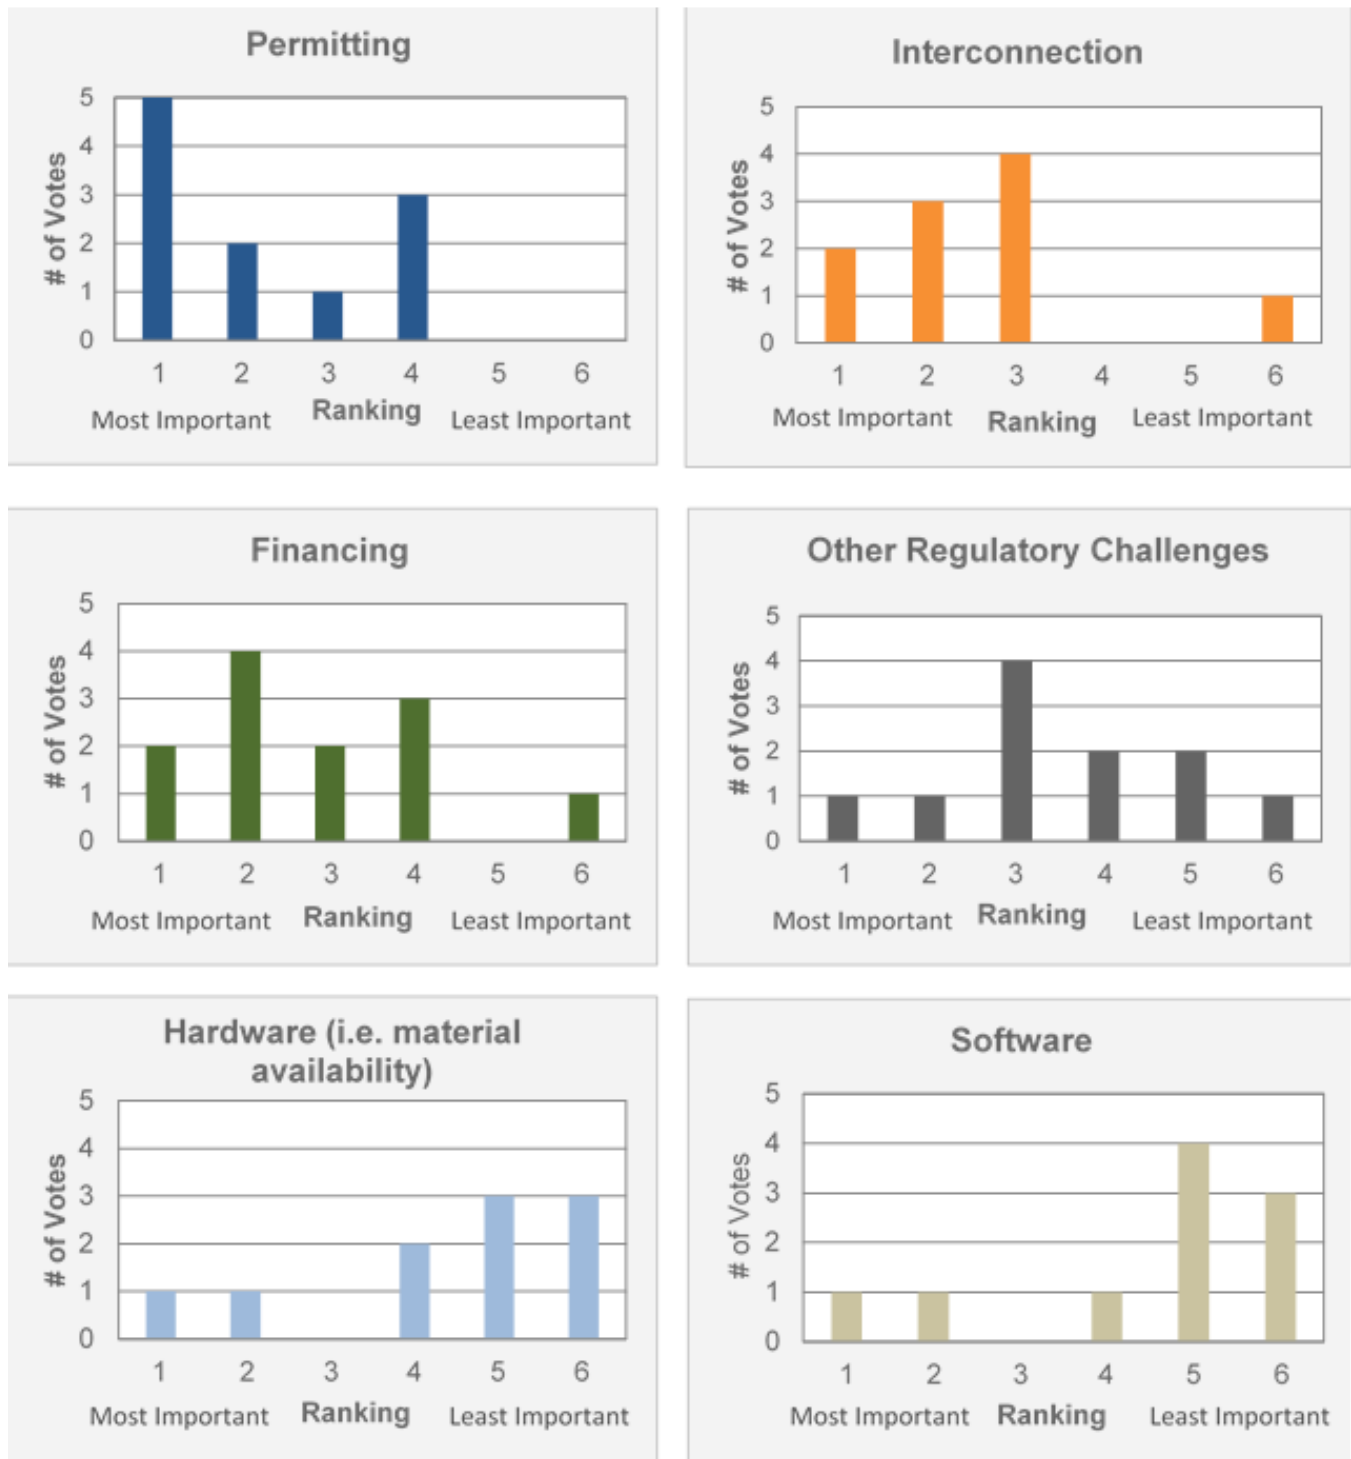 Permitting
# of Votes
5
4
3
2
1
0
1 2 3 4 5 6
Most Important Ranking Least Important
Interconnection
# of Votes
5
4
3
2
1
0
1 2 3 4 5 6
Most Important Ranking Least Important
Financing
# of Votes
5
4
3
2
1
0
1 2 3 4 5 6
Most Important Ranking Least Important
Other Regulatory Challenges
# of Votes
5
4
3
2
1
0
1 2 3 4 5 6
Most Important Ranking Least Important
Hardware (i.e. material
availability)
# of Votes
5
4
3
2
1
0
1 2 3 4 5 6
Most Important Ranking Least Important
Software
# of Votes
5
4
3
2
1
0
1 2 3 4 5 6
Most Important Ranking Least Important